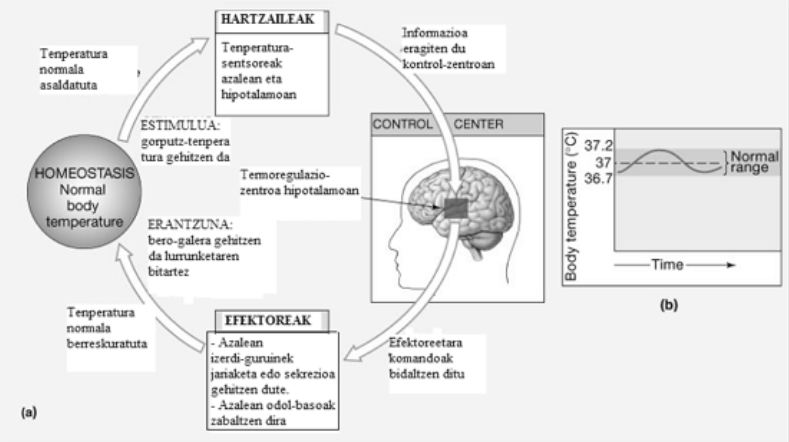 HARTZAILEAK
Tenperatura-
sentsoreak
azalean eta
hipotalamoan
Informazioa
eragiten du
kontrol-zentroan
Tenperatura
normala
asaldatuta
ESTIMULUA:
gorputz-tenpera
tura gehitzen da
CONTROL CENTER
Termoregulazio-
zentroa hipotalamoan
HOMEOSTASIS
Normal
body
temperature
ERANTZUNA:
bero-galera gehitzen
da lurrunketaren
bitartez
Tenperatura
normala
berreskuratuta
EFEKTOREAK
- Azalean
izerdi-guruinek
jariaketa edo sekrezioa
gehitzen dute.
- Azalean odol-basoak
zabaltzen dira
Efektoreetara
komandoak
bidaltzen ditu
(a)
Body temperature (°C)
37.2
37
36.7
Normal
range
Time
(b)